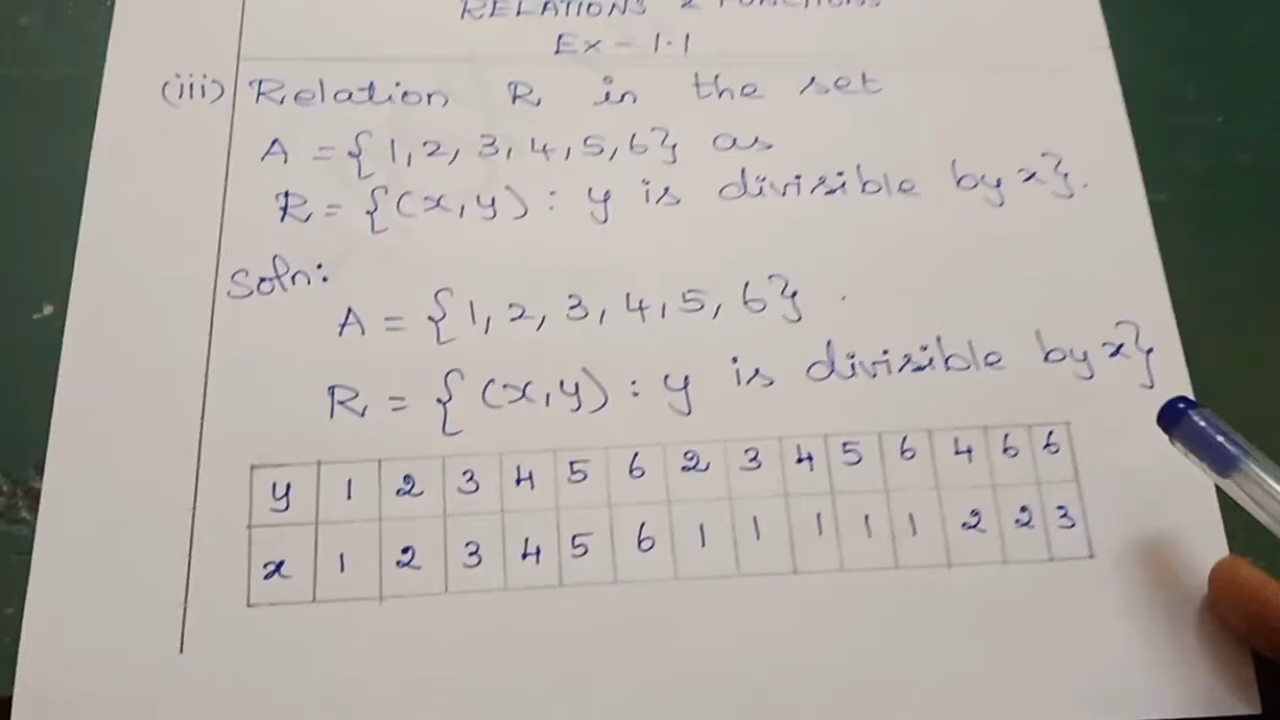 RELATIONS & FUNCTIONS
Ex - 1.1
(iii) Relation R in the set
A = {1, 2, 3, 4, 5, 6} as
R = {(x, y) : y is divisible by x}.
Soln:
A = {1, 2, 3, 4, 5, 6}.
R = {(x, y) : y is divisible by x}
y 1 2 3 4 5 6 2 3 4 5 6 4 6 6
x 1 2 3 4 5 6 1 1 1 1 1 2 2 3